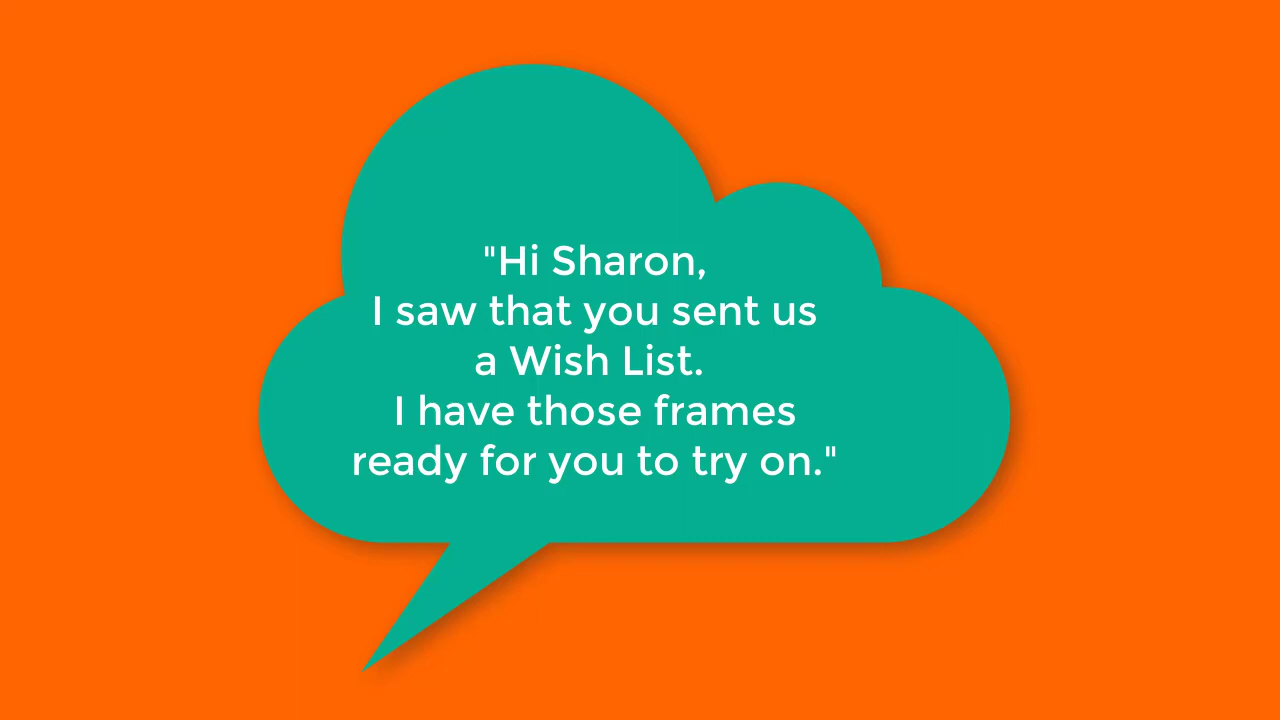 "Hi Sharon,
I saw that you sent us
a Wish List.
I have those frames
ready for you to try on."